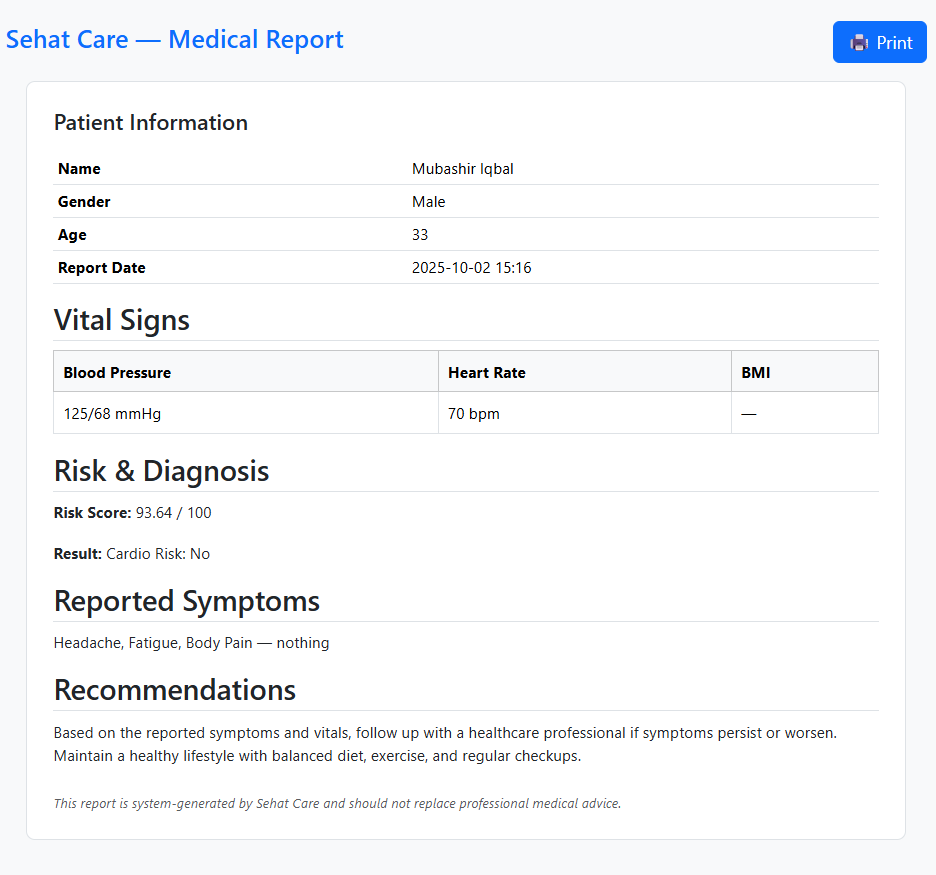 Sehat Care — Medical Report
Print
Patient Information
Name Mubashir Iqbal
Gender Male
Age 33
Report Date 2025-10-02 15:16
Vital Signs
Blood Pressure Heart Rate BMI
125/68 mmHg 70 bpm —
Risk & Diagnosis
Risk Score: 93.64 / 100
Result: Cardio Risk: No
Reported Symptoms
Headache, Fatigue, Body Pain — nothing
Recommendations
Based on the reported symptoms and vitals, follow up with a healthcare professional if symptoms persist or worsen.
Maintain a healthy lifestyle with balanced diet, exercise, and regular checkups.
This report is system-generated by Sehat Care and should not replace professional medical advice.